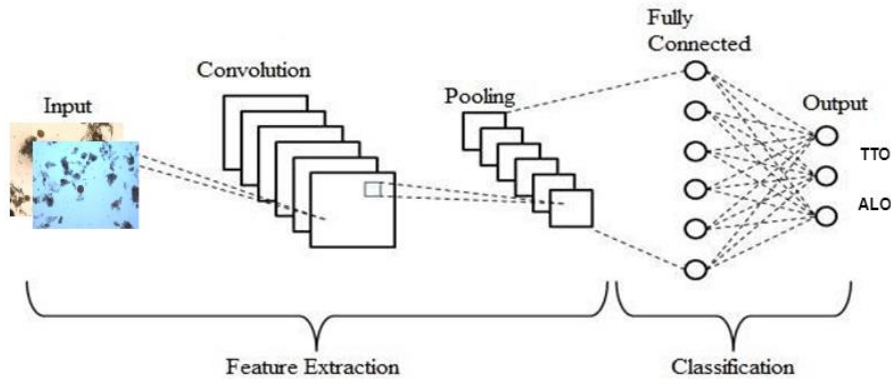 Input
Convolution
Pooling
Fully
Connected
Output
TTO
ALO
Feature Extraction
Classification